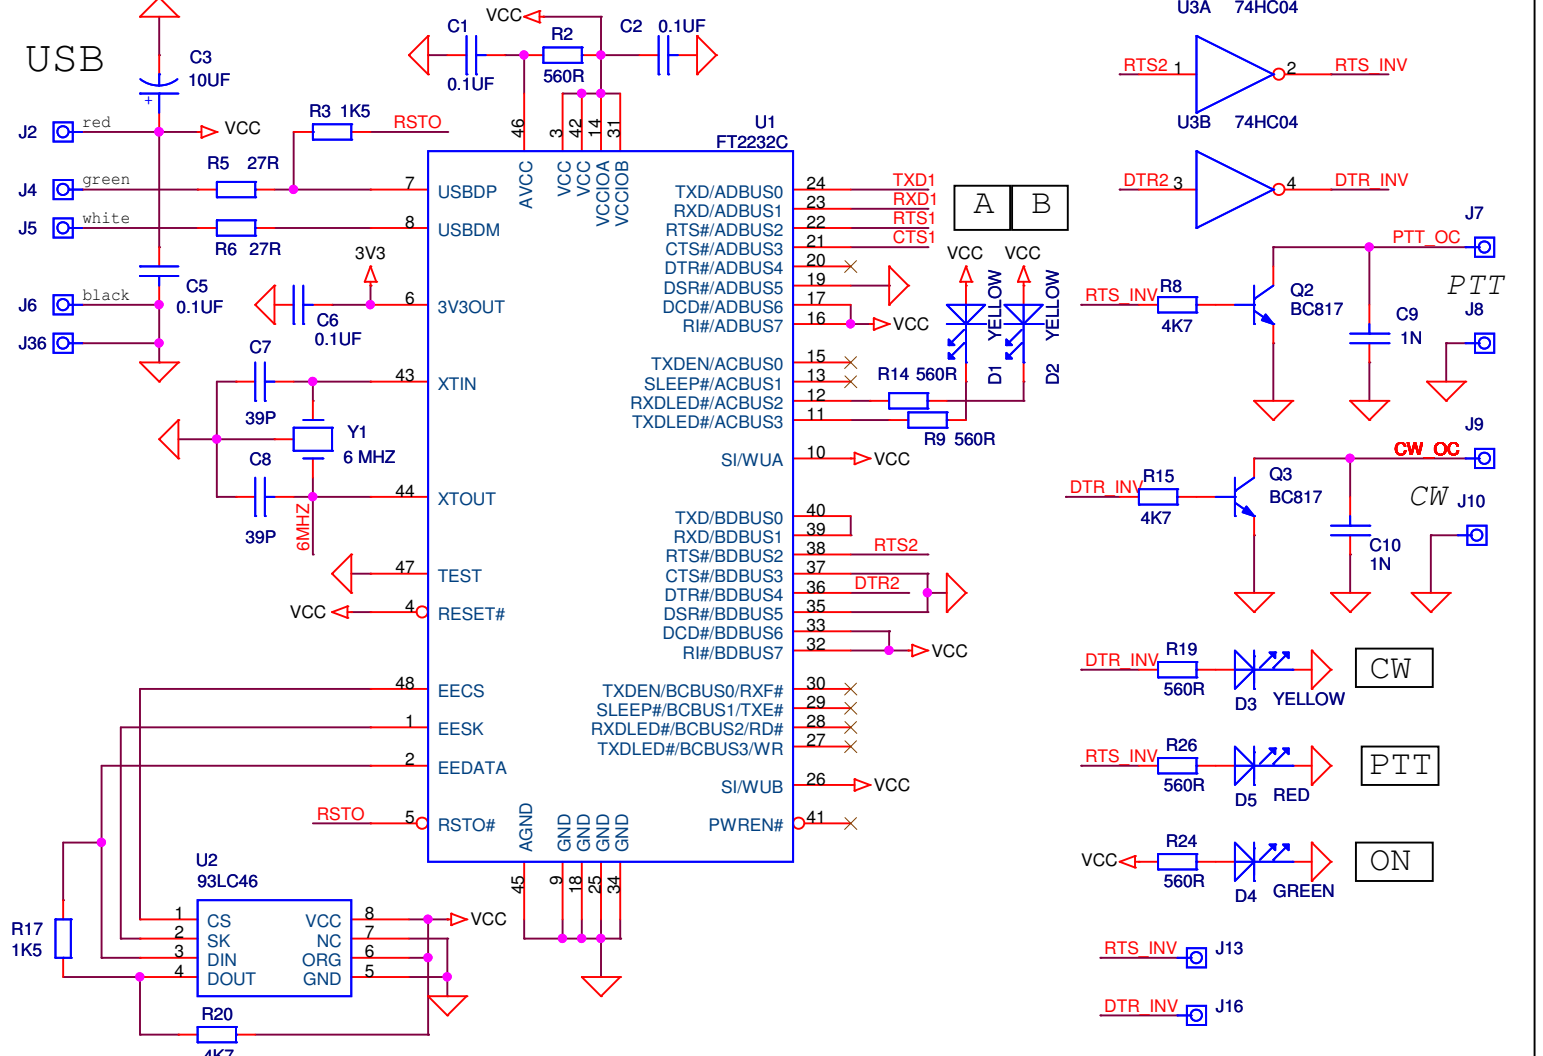 USB
C3
10UF
+
J2
red
VCC
R3 1K5
RSTO
R5 27R
J4
green
J5
white
R6 27R
C5
0.1UF
J6
black
J36
3V3
C6
0.1UF
C7
39P
Y1
6 MHZ
C8
39P
6MHZ
VCC
C1
0.1UF
R2
560R
C2 0.1UF
46
3
42
14
31
U1
FT2232C
AVCC
VCC
VCC
VCCIOA
VCCIOB
7 USBDP
8 USBDM
6 3V3OUT
43 XTIN
44 XTOUT
47 TEST
VCC 4 RESET#
48 EECS
1 EESK
2 EEDATA
RSTO 5 RSTO#
TXD/ADBUS0 24 TXD1
RXD/ADBUS1 23 RXD1
RTS#/ADBUS2 22 RTS1
CTS#/ADBUS3 21 CTS1
DTR#/ADBUS4 20
DSR#/ADBUS5 19
DCD#/ADBUS6 17
RI#/ADBUS7 16 VCC
TXDEN/ACBUS0 15
SLEEP#/ACBUS1 13
RXDLED#/ACBUS2 12
TXDLED#/ACBUS3 11
SI/WUA 10 VCC
TXD/BDBUS0 40
RXD/BDBUS1 39
RTS#/BDBUS2 38 RTS2
CTS#/BDBUS3 37
DTR#/BDBUS4 36 DTR2
DSR#/BDBUS5 35
DCD#/BDBUS6 33
RI#/BDBUS7 32 VCC
TXDEN/BCBUS0/RXF# 30
SLEEP#/BCBUS1/TXE# 29
RXDLED#/BCBUS2/RD# 28
TXDLED#/BCBUS3/WR 27
SI/WUB 26 VCC
PWREN# 41
AGND
GND
GND
GND
GND
45
9
18
25
34
A B
VCC VCC
YELLOW
D1
YELLOW
D2
R14 560R
R9 560R
U2
93LC46
1 CS
2 SK
3 DIN
4 DOUT
VCC 8 VCC
NC 7
ORG 6
GND 5
R17
1K5
R20
4K7
U3A 74HC04
RTS2 1 2 RTS_INV
U3B 74HC04
DTR2 3 4 DTR_INV
J7
PTT_OC
PTT
J8
RTS_INV
R8
4K7
Q2
BC817
C9
1N
J9
CW_OC
CW
J10
DTR_INV
R15
4K7
Q3
BC817
C10
1N
DTR_INV
R19
560R
D3
YELLOW
CW
RTS_INV
R26
560R
D5
RED
PTT
VCC
R24
560R
D4
GREEN
ON
RTS_INV
J13
DTR_INV
J16